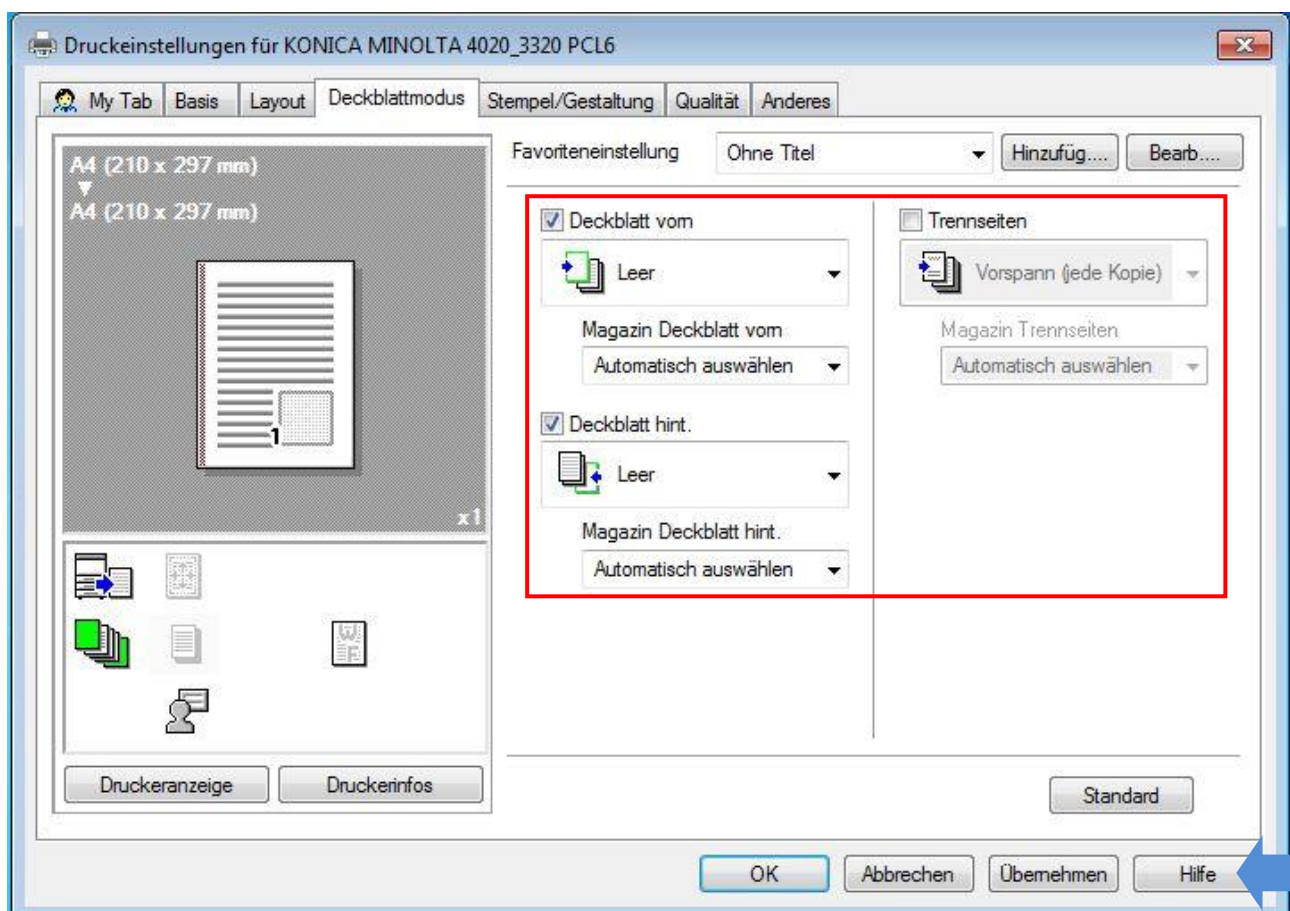 Druckeinstellungen für KONICA MINOLTA 4020_3320 PCL6
My Tab Basis Layout Deckblattmodus Stempel/Gestaltung Qualität Anderes
A4 (210 x 297 mm)
A4 (210 x 297 mm)
1
x1
Druckeranzeige Druckerinfos
Favoriteneinstellung Ohne Titel Hinzufüg.... Bearb....
Deckblatt vorn
Leer
Magazin Deckblatt vorn
Automatisch auswählen
Deckblatt hint.
Leer
Magazin Deckblatt hint.
Automatisch auswählen
Trennseiten
Vorspann (jede Kopie)
Magazin Trennseiten
Automatisch auswählen
Standard
OK Abbrechen Übernehmen Hilfe